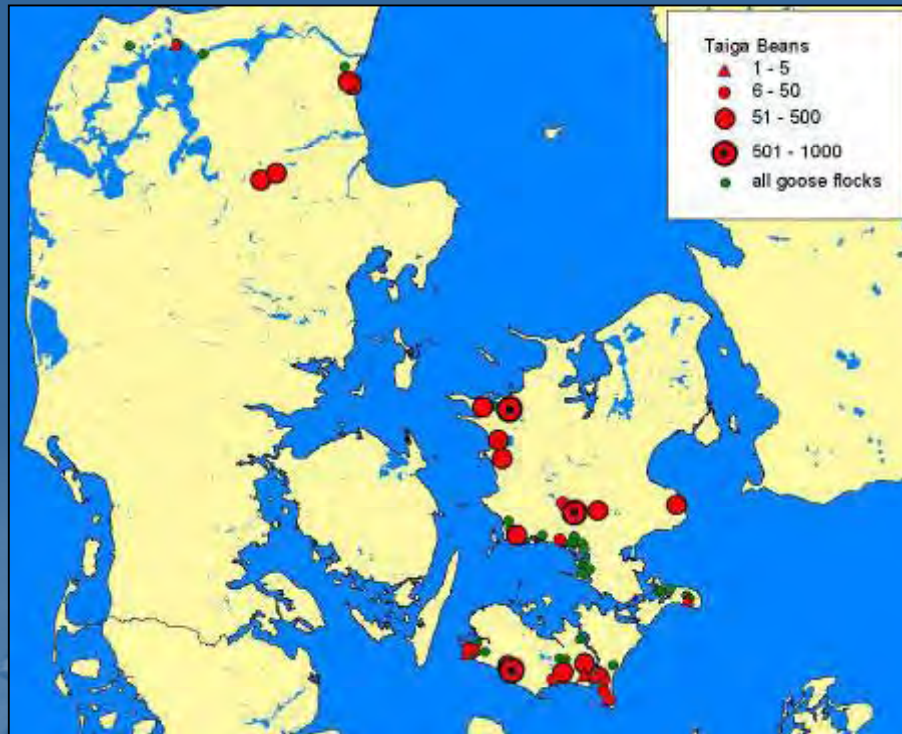 Taiga Beans
1 - 5
6 - 50
51 - 500
501 - 1000
all goose flocks